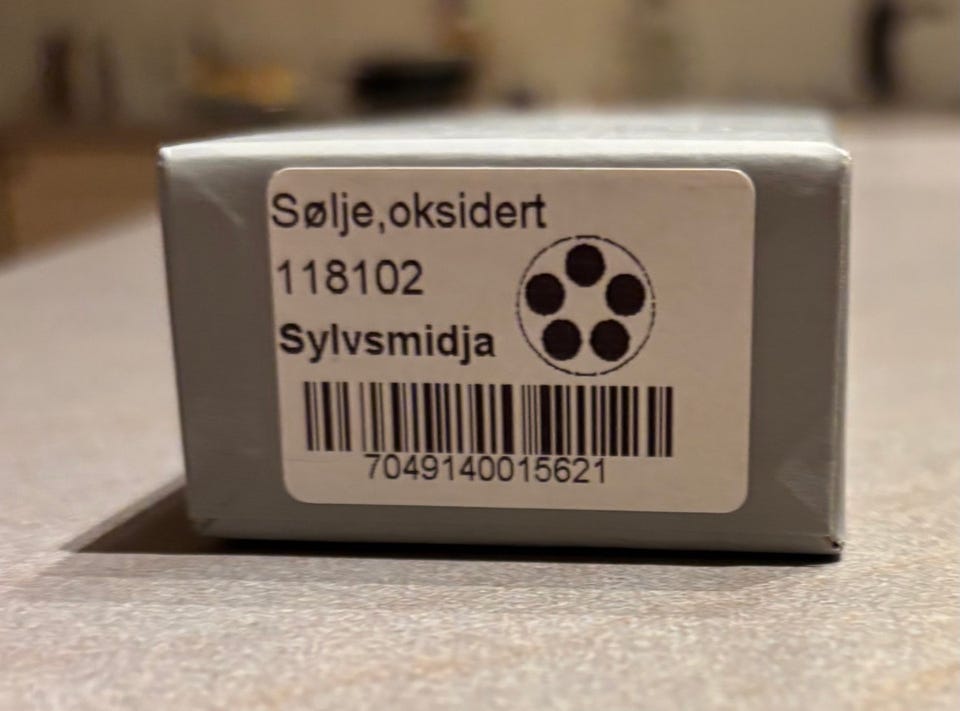 Sølje,oksidert
118102
Sylvsmidja
7049140015621